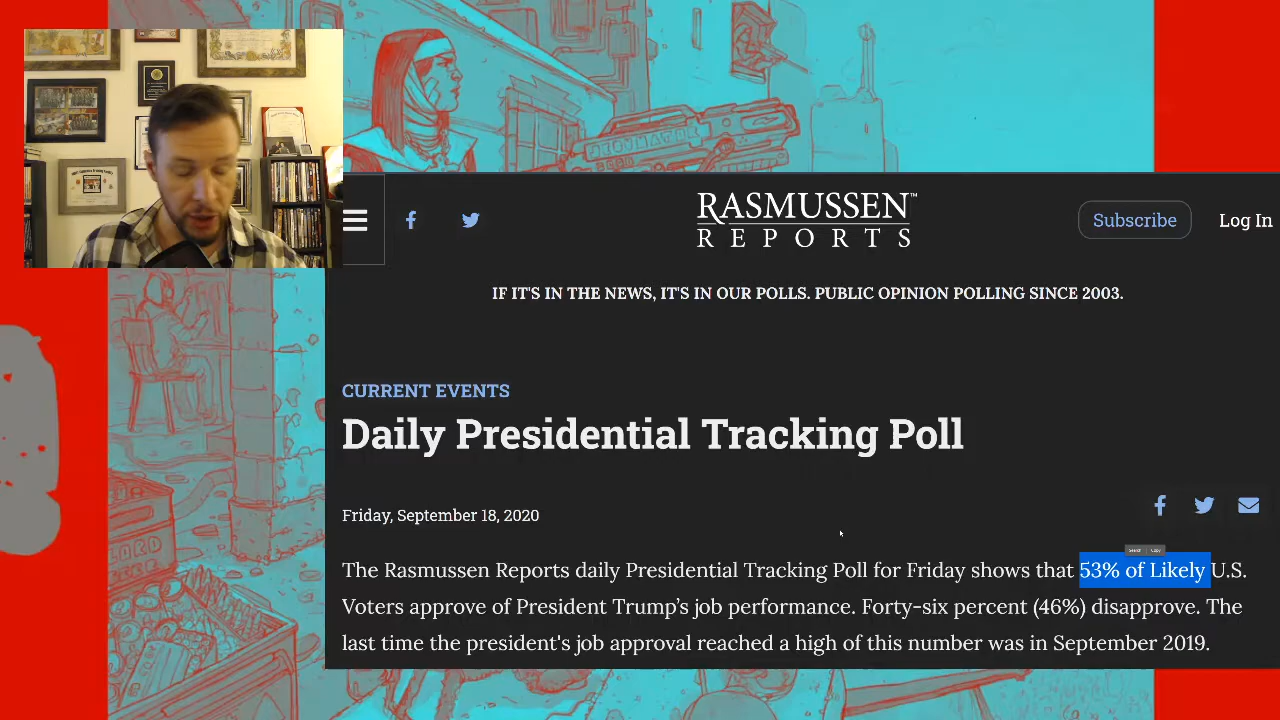 RASMUSSEN™
REPORTS
Subscribe
Log In
IF IT'S IN THE NEWS, IT'S IN OUR POLLS. PUBLIC OPINION POLLING SINCE 2003.
CURRENT EVENTS
Daily Presidential Tracking Poll
Friday, September 18, 2020
Search Copy
The Rasmussen Reports daily Presidential Tracking Poll for Friday shows that 53% of Likely U.S.
Voters approve of President Trump’s job performance. Forty-six percent (46%) disapprove. The
last time the president's job approval reached a high of this number was in September 2019.